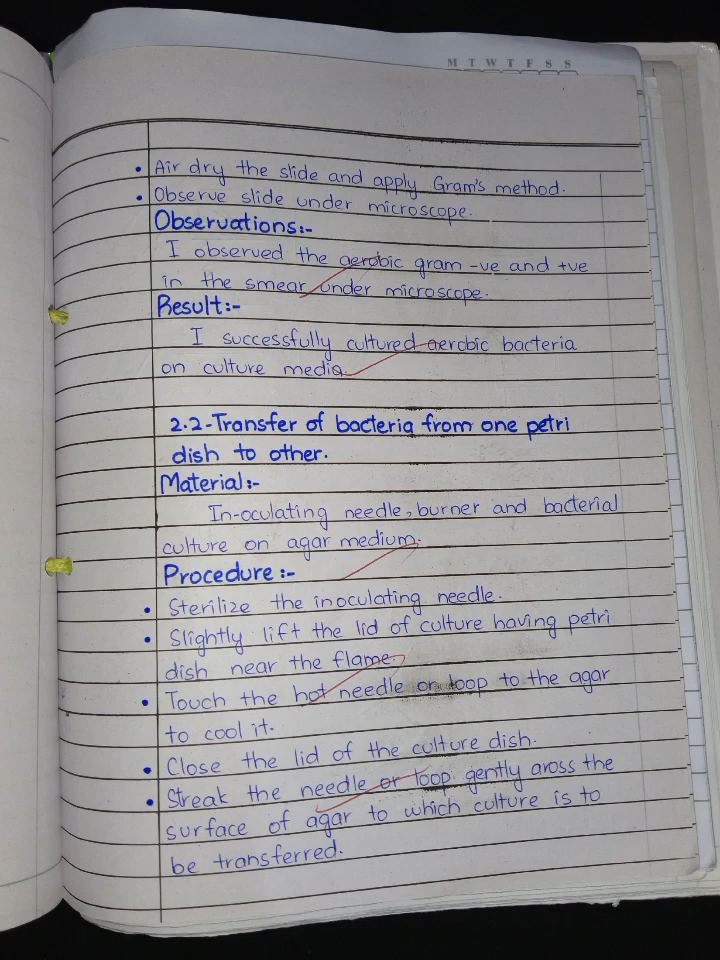 M T W T F S S
• Air dry the slide and apply Gram's method.
• Observe slide under microscope.
Observations:-
I observed the aerobic gram -ve and +ve
in the smear under microscope.
Result:-
I successfully cultured aerobic bacteria
on culture media.
2.2-Transfer of bacteria from one petri
dish to other.
Material:-
In-oculating needle, burner and bacterial
culture on agar medium.
Procedure:-
• Sterilize the inoculating needle.
• Slightly lift the lid of culture having petri
dish near the flame.
• Touch the hot needle or loop to the agar
to cool it.
• Close the lid of the culture dish.
• Streak the needle or loop gently aross the
surface of agar to which culture is to
be transferred.